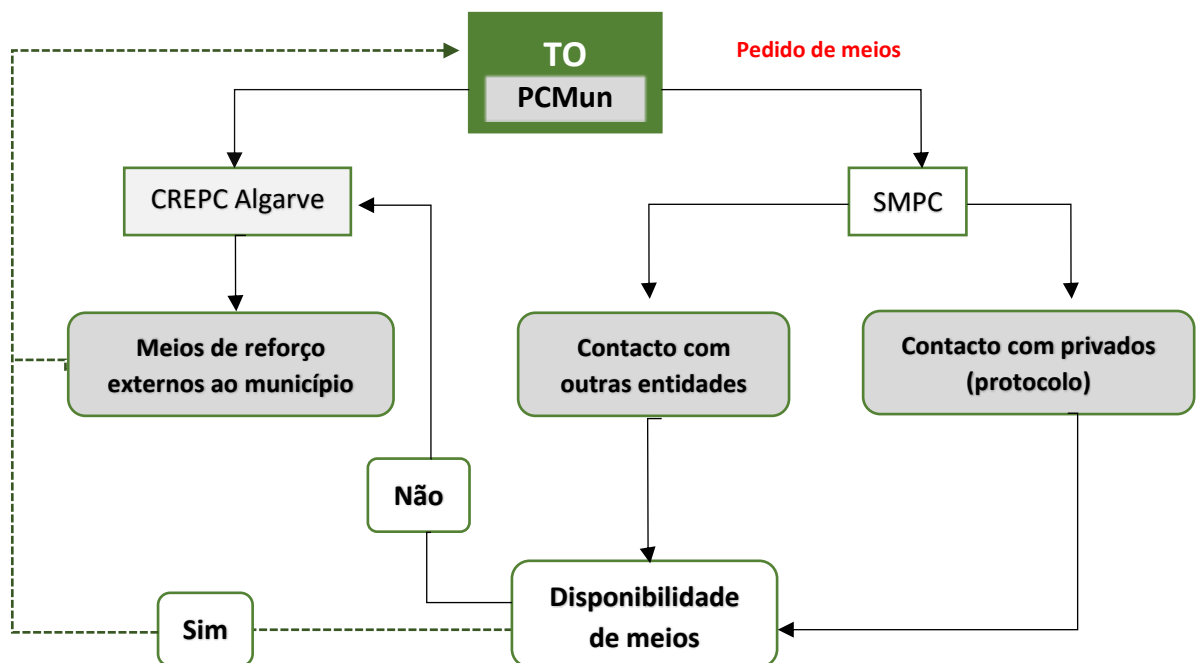 TO
Pedido de meios
PCMun
CREPC Algarve
SMPC
Meios de reforço
externos ao município
Contacto com
outras entidades
Contacto com privados
(protocolo)
Não
Sim
Disponibilidade
de meios